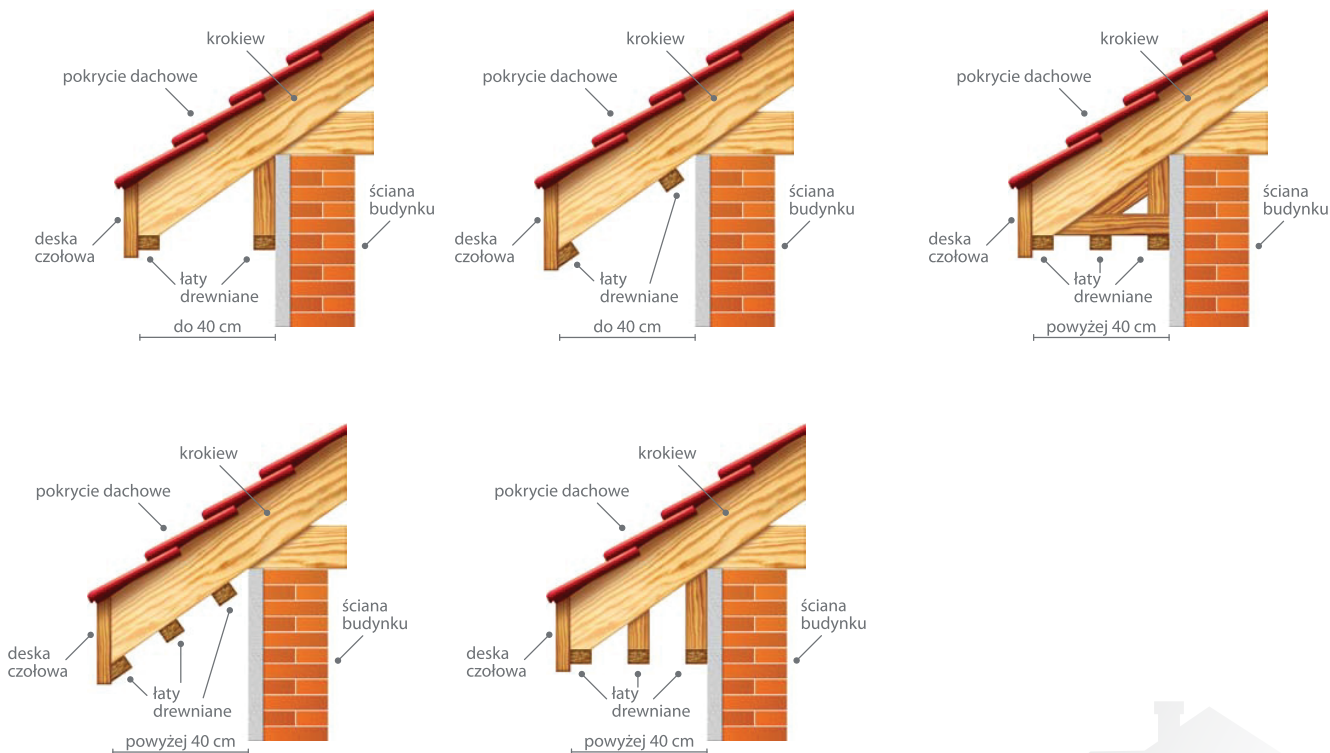 krokiew
pokrycie dachowe
ściana
budynku
deska
czołowa
łaty
drewniane
do 40 cm
krokiew
pokrycie dachowe
ściana
budynku
deska
czołowa
łaty
drewniane
do 40 cm
krokiew
pokrycie dachowe
ściana
budynku
deska
czołowa
łaty
drewniane
powyżej 40 cm
krokiew
pokrycie dachowe
ściana
budynku
deska
czołowa
łaty
drewniane
powyżej 40 cm
krokiew
pokrycie dachowe
ściana
budynku
deska
czołowa
łaty
drewniane
powyżej 40 cm